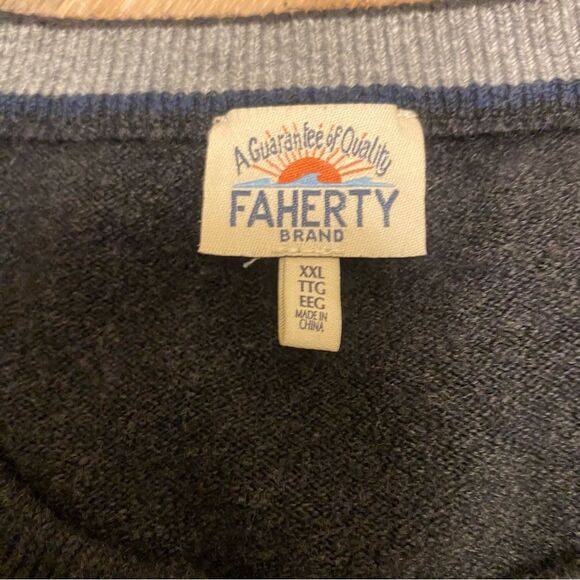 A Guarantee of Quality
FAHERTY
BRAND
XXL
TTG
EEG
MADE IN
CHINA